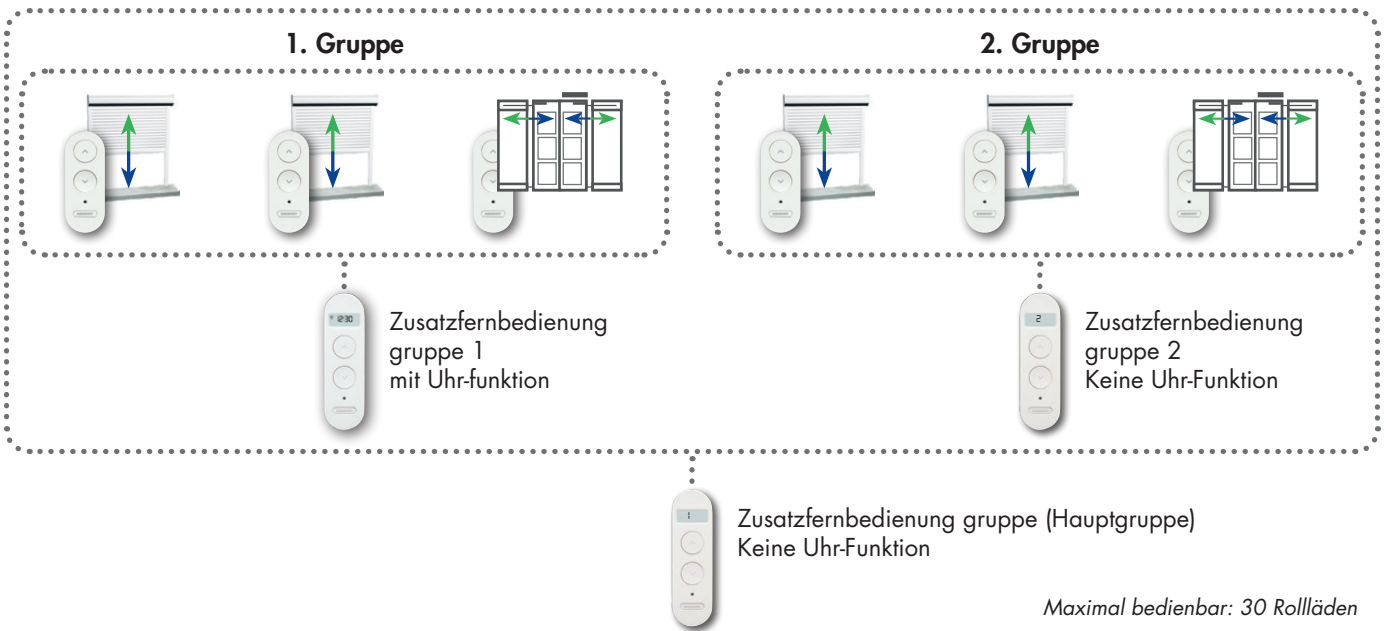 1. Gruppe
2. Gruppe
12:30
Zusatzfernbedienung
gruppe 1
mit Uhr-funktion
2
Zusatzfernbedienung
gruppe 2
Keine Uhr-Funktion
1
Zusatzfernbedienung gruppe (Hauptgruppe)
Keine Uhr-Funktion
Maximal bedienbar: 30 Rollläden